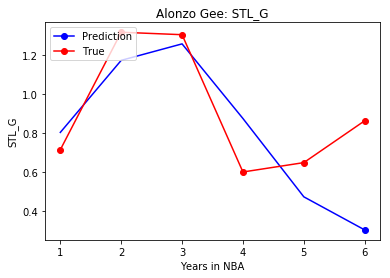 Alonzo Gee: STL_G
Prediction
True
1.2
1.0
0.8
0.6
0.4
STL_G
1 2 3 4 5 6
Years in NBA